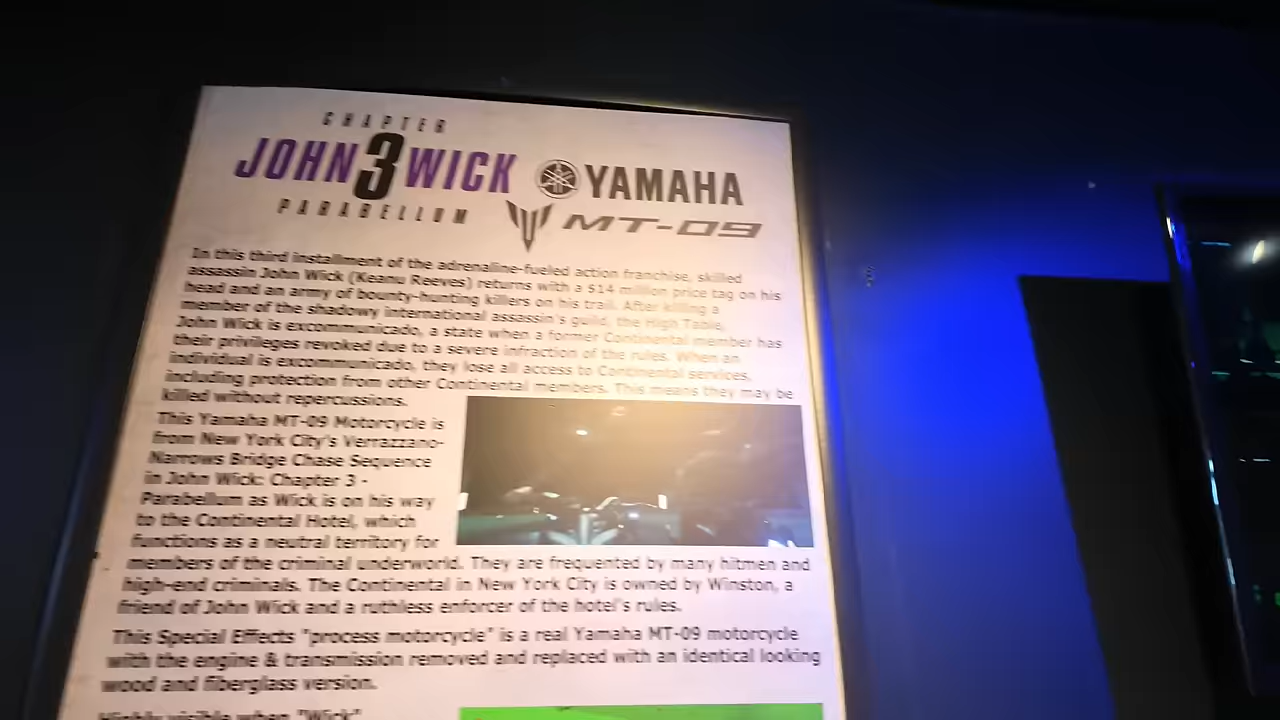 CHAPTER
JOHN 3 WICK
PARABELLUM
YAMAHA
MT-09
In this third installment of the adrenaline-fueled action franchise, skilled
assassin John Wick (Keanu Reeves) returns with a $14 million price tag on his
head and an army of bounty-hunting killers on his trail. After killing a
member of the shadowy international assassin's guild, the High Table,
John Wick is excommunicado, a state when a former Continental member has
their privileges revoked due to a severe infraction of the rules. When an
individual is excommunicado, they lose all access to Continental services,
including protection from other Continental members. This means they may be
killed without repercussions.
This Yamaha MT-09 Motorcycle is
from New York City's Verrazzano-
Narrows Bridge Chase Sequence
in John Wick: Chapter 3 -
Parabellum as Wick is on his way
to the Continental Hotel, which
functions as a neutral territory for
members of the criminal underworld. They are frequented by many hitmen and
high-end criminals. The Continental in New York City is owned by Winston, a
friend of John Wick and a ruthless enforcer of the hotel's rules.
This Special Effects "process motorcycle" is a real Yamaha MT-09 motorcycle
with the engine & transmission removed and replaced with an identical looking
wood and fiberglass version.
Highly visible when "Wick"